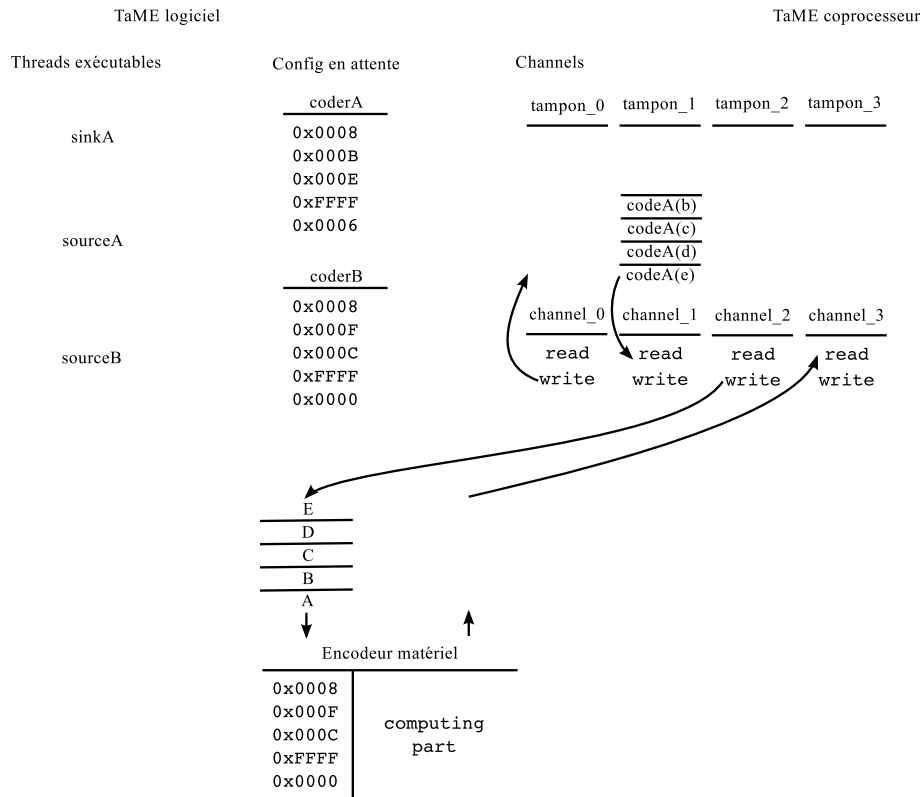 TaME logiciel
TaME coprocesseur
Threads exécutables
Config en attente
Channels
sinkA
sourceA
sourceB
coderA
0x0008
0x000B
0x000E
0xFFFF
0x0006
coderB
0x0008
0x000F
0x000C
0xFFFF
0x0000
tampon_0 tampon_1 tampon_2 tampon_3
codeA(b)
codeA(c)
codeA(d)
codeA(e)
channel_0 channel_1 channel_2 channel_3
read read read read
write write write write
E
D
C
B
A
Encodeur matériel
0x0008
0x000F
0x000C
0xFFFF
0x0000
computing
part